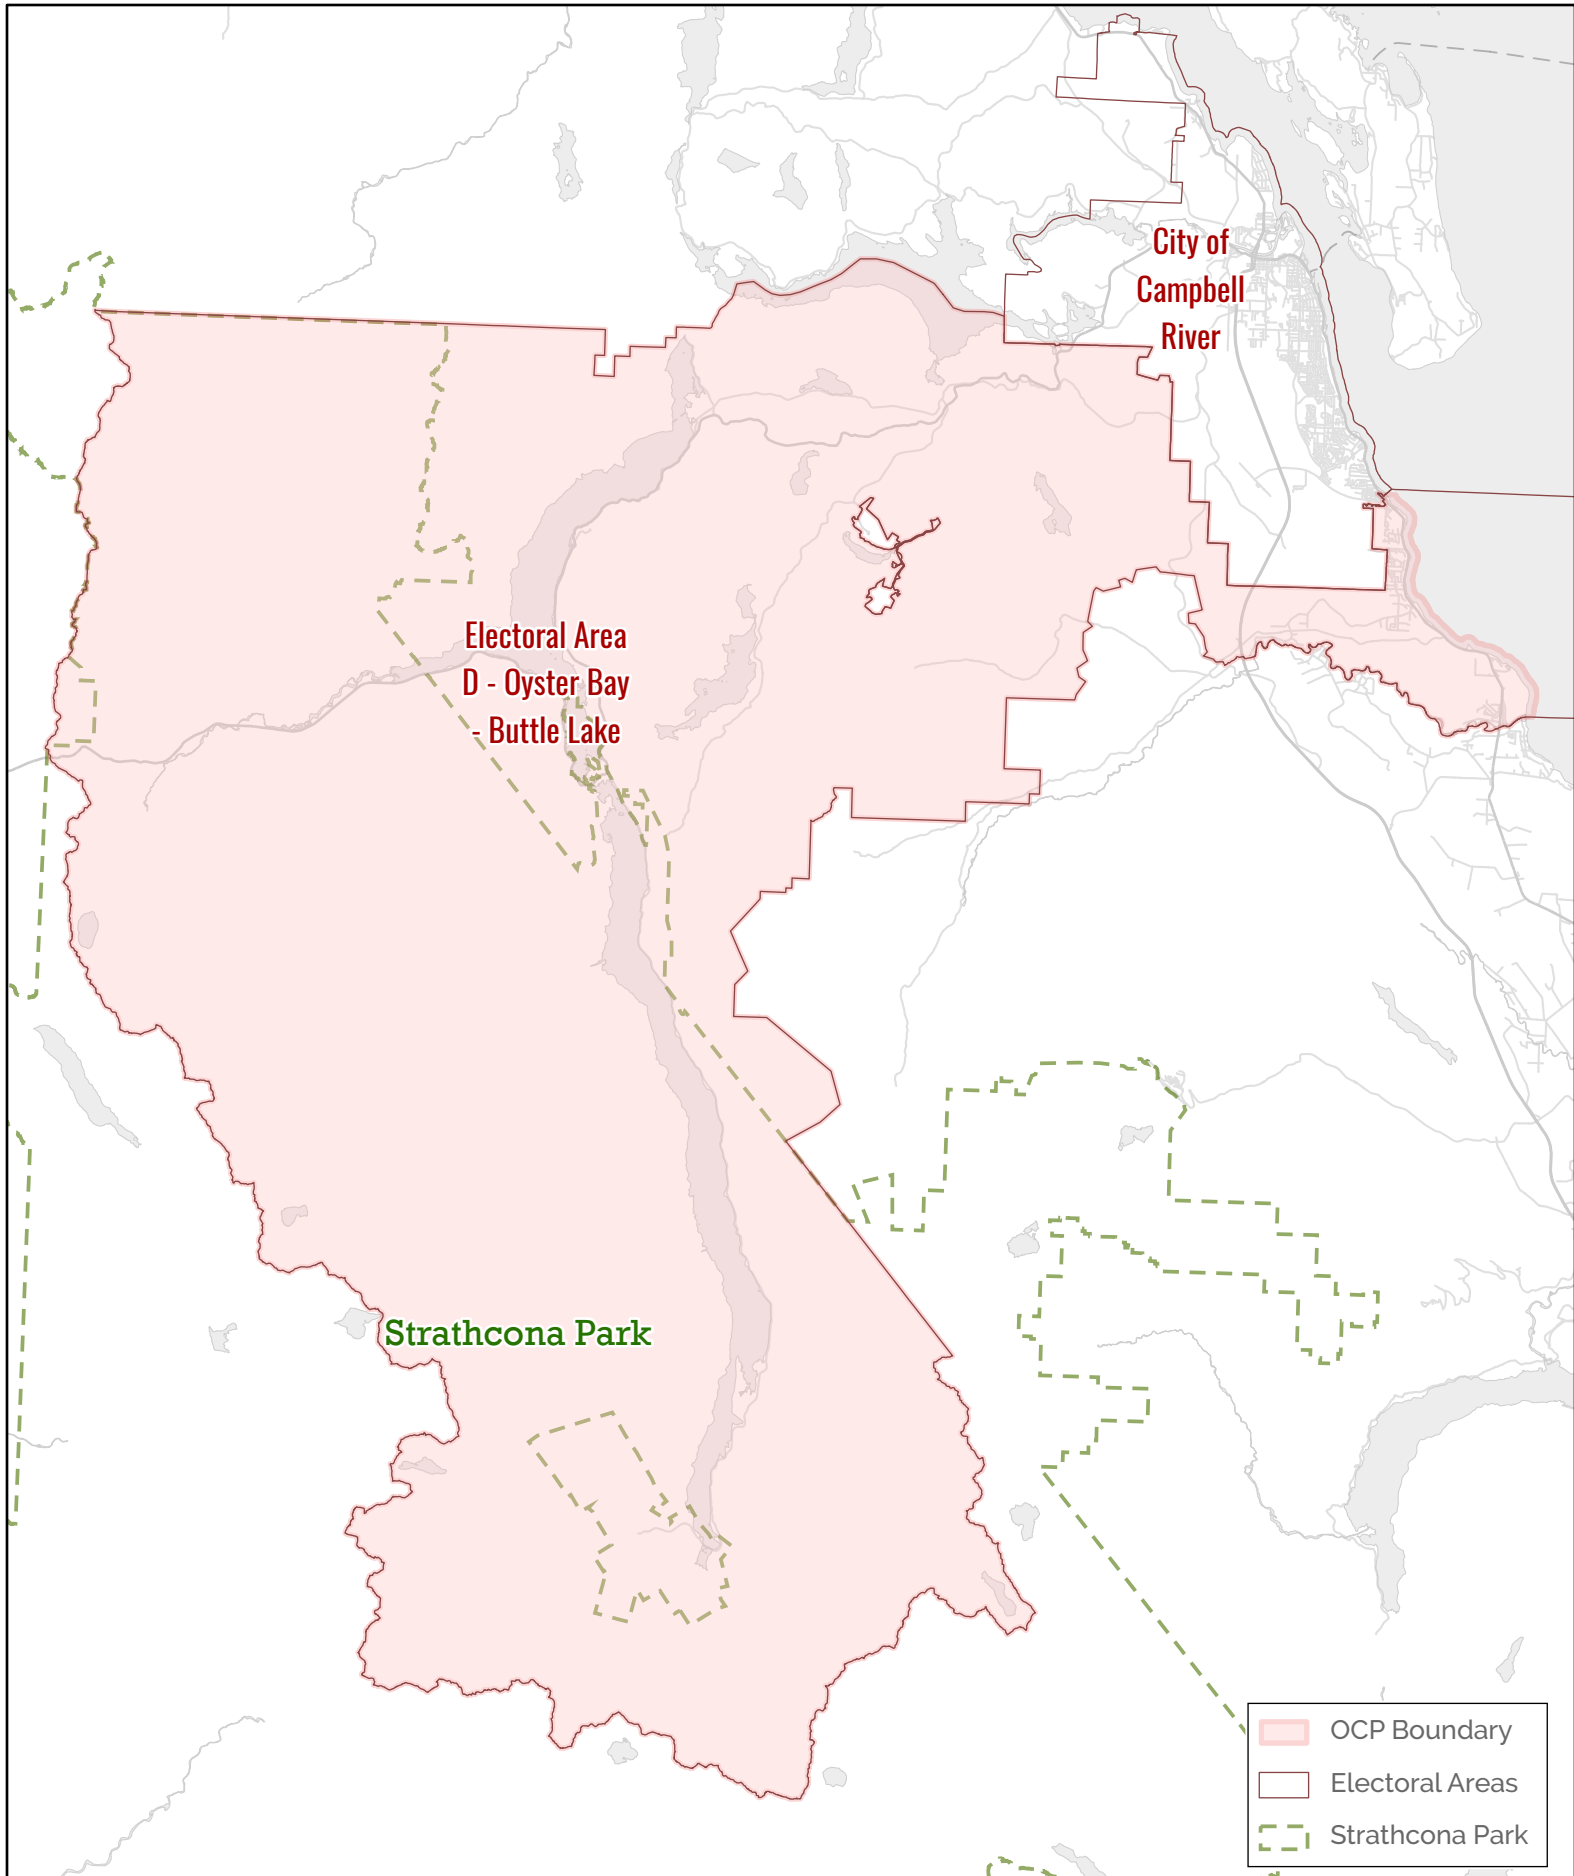 City of
Campbell
River
Electoral Area
D - Oyster Bay
- Buttle Lake
Strathcona Park
OCP Boundary
Electoral Areas
Strathcona Park